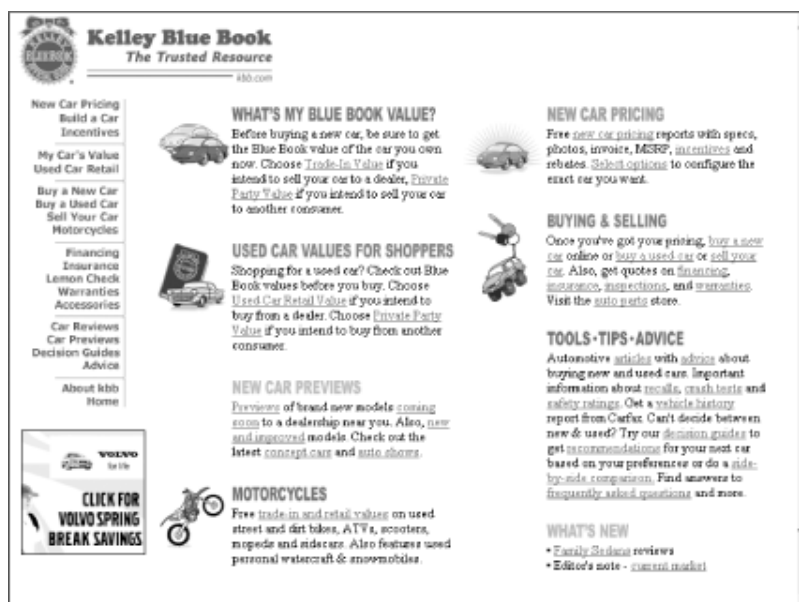 Kelley Blue Book
The Trusted Resource
kbb.com
KELLEY
BLUE BOOK
New Car Pricing
Build a Car
Incentives
My Car's Value
Used Car Retail
Buy a New Car
Buy a Used Car
Sell Your Car
Motorcycles
Financing
Insurance
Lemon Check
Warranties
Accessories
Car Reviews
Car Previews
Decision Guides
Advice
About kbb
Home
VOLVO
for life
CLICK FOR
VOLVO SPRING
BREAK SAVINGS
WHAT'S MY BLUE BOOK VALUE?
Before buying a new car, be sure to get
the Blue Book value of the car you own
now. Choose Trade-In Value if you
intend to sell your car to a dealer, Private
Party Value if you intend to sell your car
to another consumer.
USED CAR VALUES FOR SHOPPERS
Shopping for a used car? Check out Blue
Book values before you buy. Choose
Used Car Retail Value if you intend to
buy from a dealer. Choose Private Party
Value if you intend to buy from another
consumer.
NEW CAR PREVIEWS
Previews of brand new models coming
soon to a dealership near you. Also, new
and improved models. Check out the
latest concept cars and auto shows.
MOTORCYCLES
Free trade-in and retail values on used
street and dirt bikes, ATVs, scooters,
mopeds and sidecars. Also features used
personal watercraft & snowmobiles.
NEW CAR PRICING
Free new car pricing reports with specs,
photos, invoice, MSRP, incentives and
rebates. Select options to configure the
exact car you want.
BUYING & SELLING
Once you've got your pricing, buy a new
car online or buy a used car or sell your
car. Also, get quotes on financing,
insurance, inspections, and warranties.
Visit the auto parts store.
TOOLS•TIPS•ADVICE
Automotive articles with advice about
buying new and used cars. Important
information about recalls, crash tests and
safety ratings. Get a vehicle history
report from Carfax. Can't decide between
new & used? Try our decision guides to
get recommendations for your next car
based on your preferences or do a side-
by-side comparison. Find answers to
frequently asked questions and more.
WHAT'S NEW
• Family Sedans reviews
• Editor's note - current market